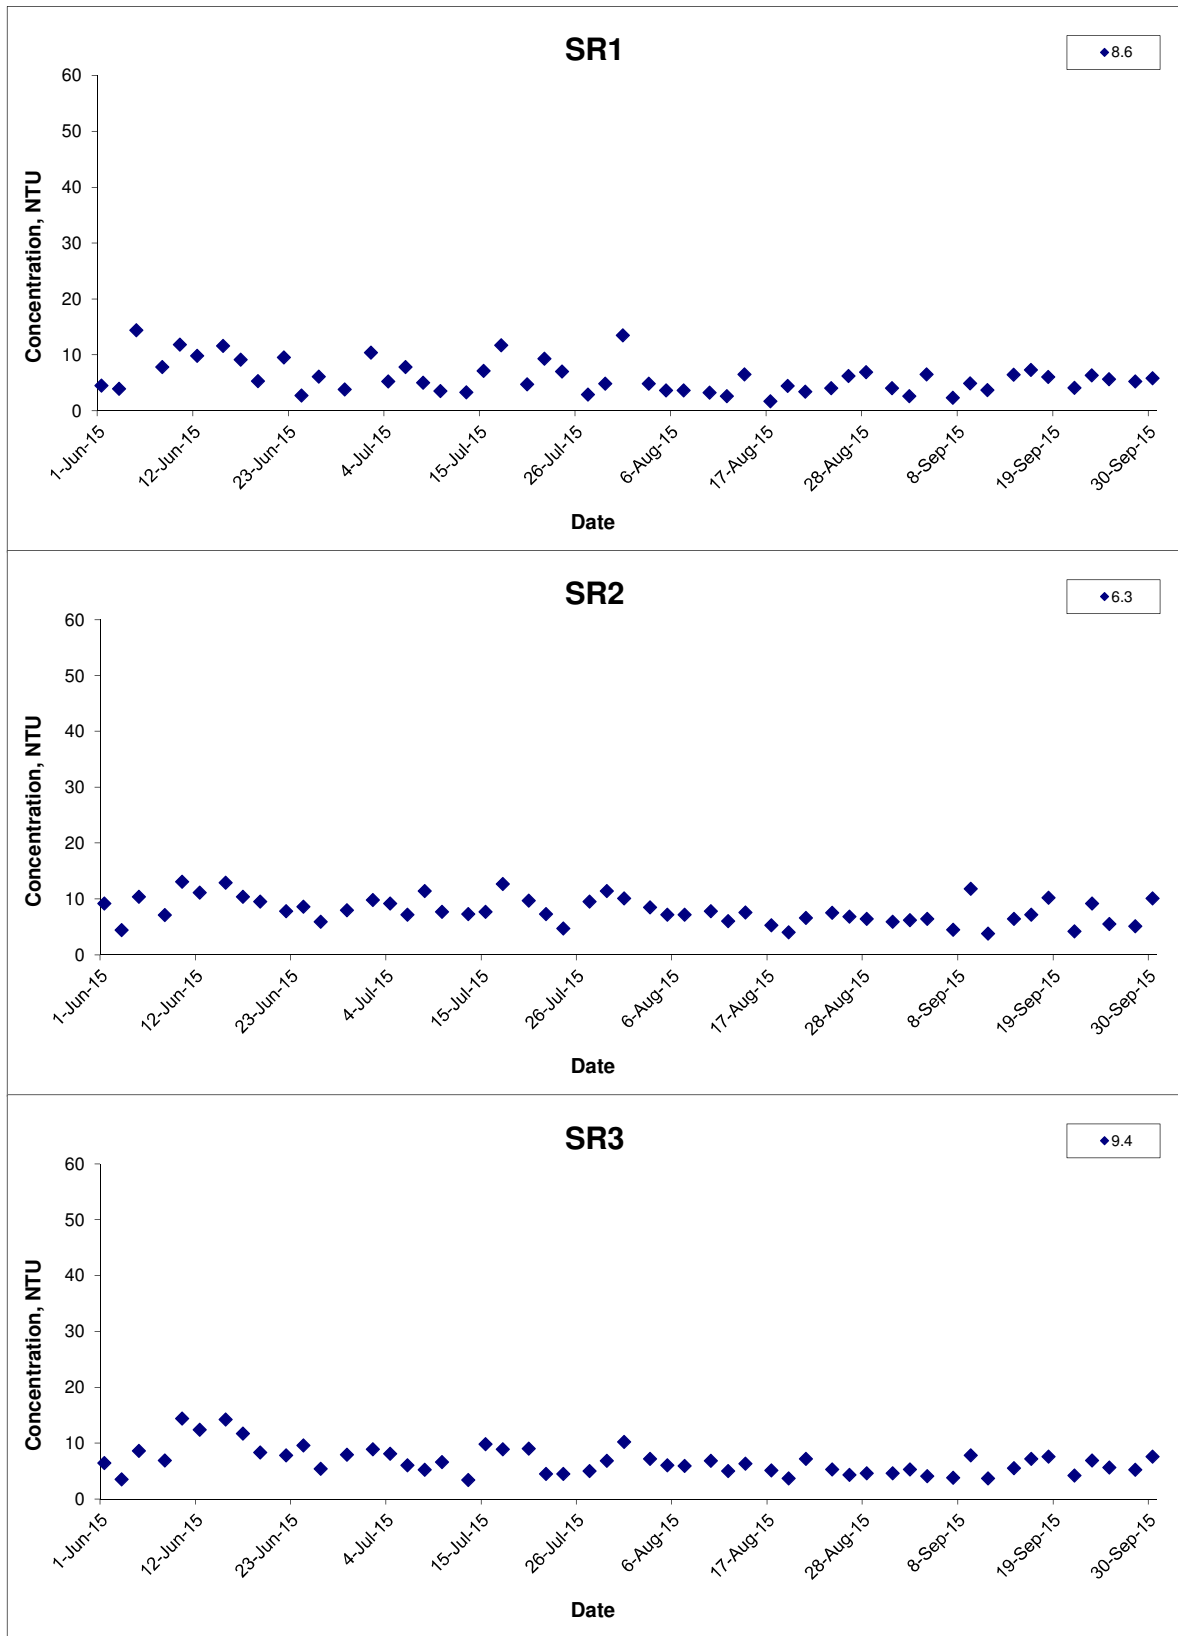 SR1
8.6
60
50
40
30
20
10
0
Concentration, NTU
1-Jun-15
12-Jun-15
23-Jun-15
4-Jul-15
15-Jul-15
26-Jul-15
6-Aug-15
17-Aug-15
28-Aug-15
8-Sep-15
19-Sep-15
30-Sep-15
Date
SR2
6.3
60
50
40
30
20
10
0
Concentration, NTU
1-Jun-15
12-Jun-15
23-Jun-15
4-Jul-15
15-Jul-15
26-Jul-15
6-Aug-15
17-Aug-15
28-Aug-15
8-Sep-15
19-Sep-15
30-Sep-15
Date
SR3
9.4
60
50
40
30
20
10
0
Concentration, NTU
1-Jun-15
12-Jun-15
23-Jun-15
4-Jul-15
15-Jul-15
26-Jul-15
6-Aug-15
17-Aug-15
28-Aug-15
8-Sep-15
19-Sep-15
30-Sep-15
Date